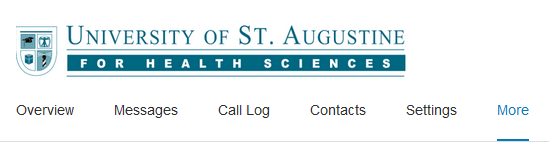 UNIVERSITY OF ST. AUGUSTINE
FOR HEALTH SCIENCES
Overview Messages Call Log Contacts Settings More